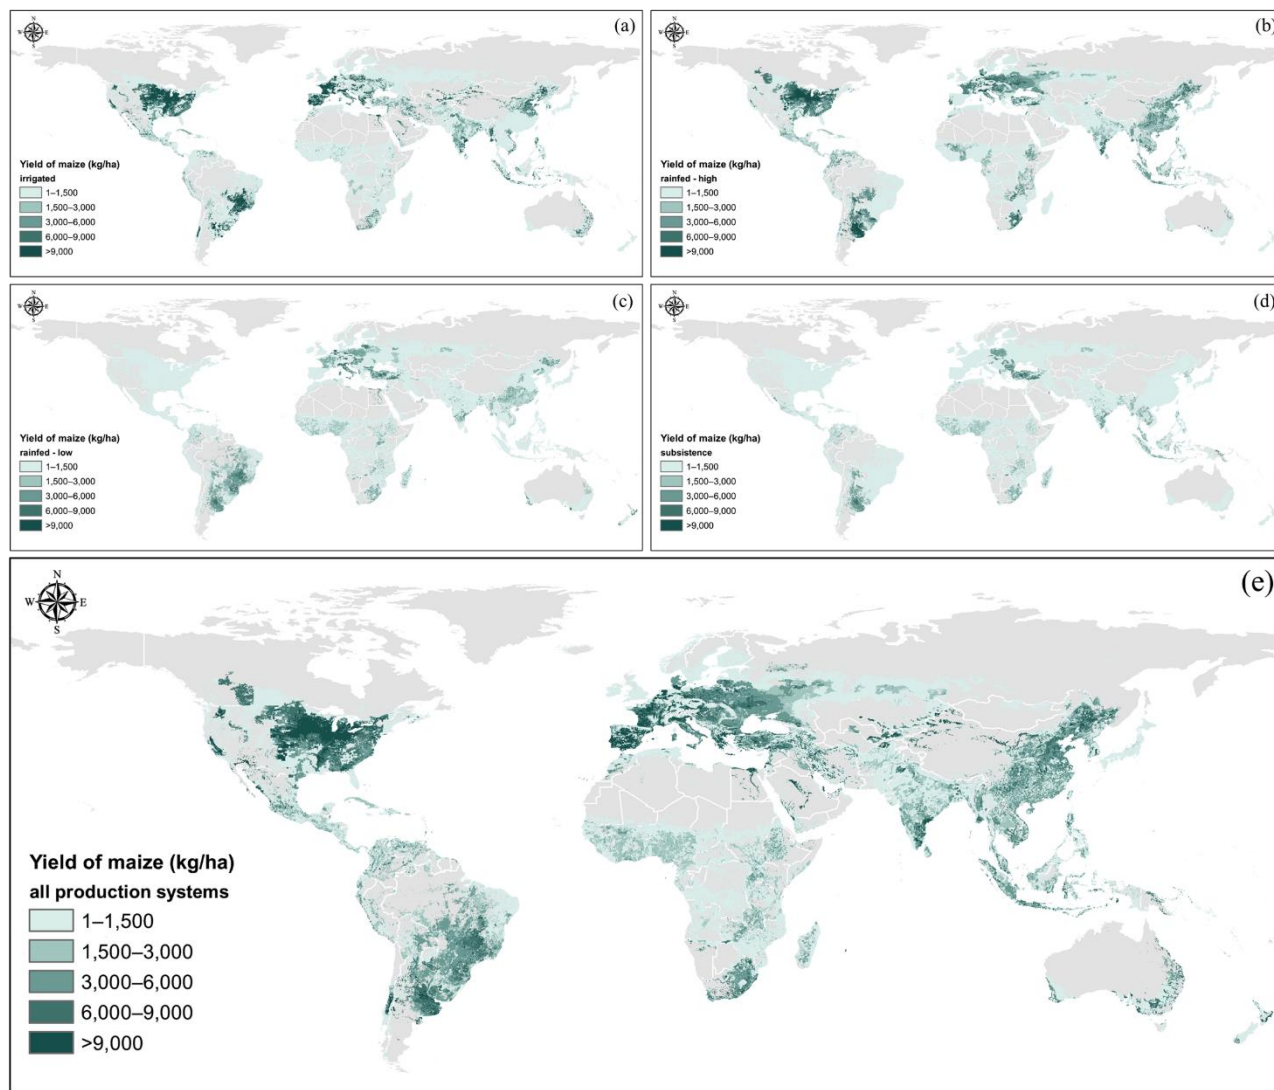 (a)
N
W E
S
Yield of maize (kg/ha)
irrigated
1–1,500
1,500–3,000
3,000–6,000
6,000–9,000
>9,000
(b)
N
W E
S
Yield of maize (kg/ha)
rainfed - high
1–1,500
1,500–3,000
3,000–6,000
6,000–9,000
>9,000
(c)
N
W E
S
Yield of maize (kg/ha)
rainfed - low
1–1,500
1,500–3,000
3,000–6,000
6,000–9,000
>9,000
(d)
N
W E
S
Yield of maize (kg/ha)
subsistence
1–1,500
1,500–3,000
3,000–6,000
6,000–9,000
>9,000
(e)
N
W E
S
Yield of maize (kg/ha)
all production systems
1–1,500
1,500–3,000
3,000–6,000
6,000–9,000
>9,000